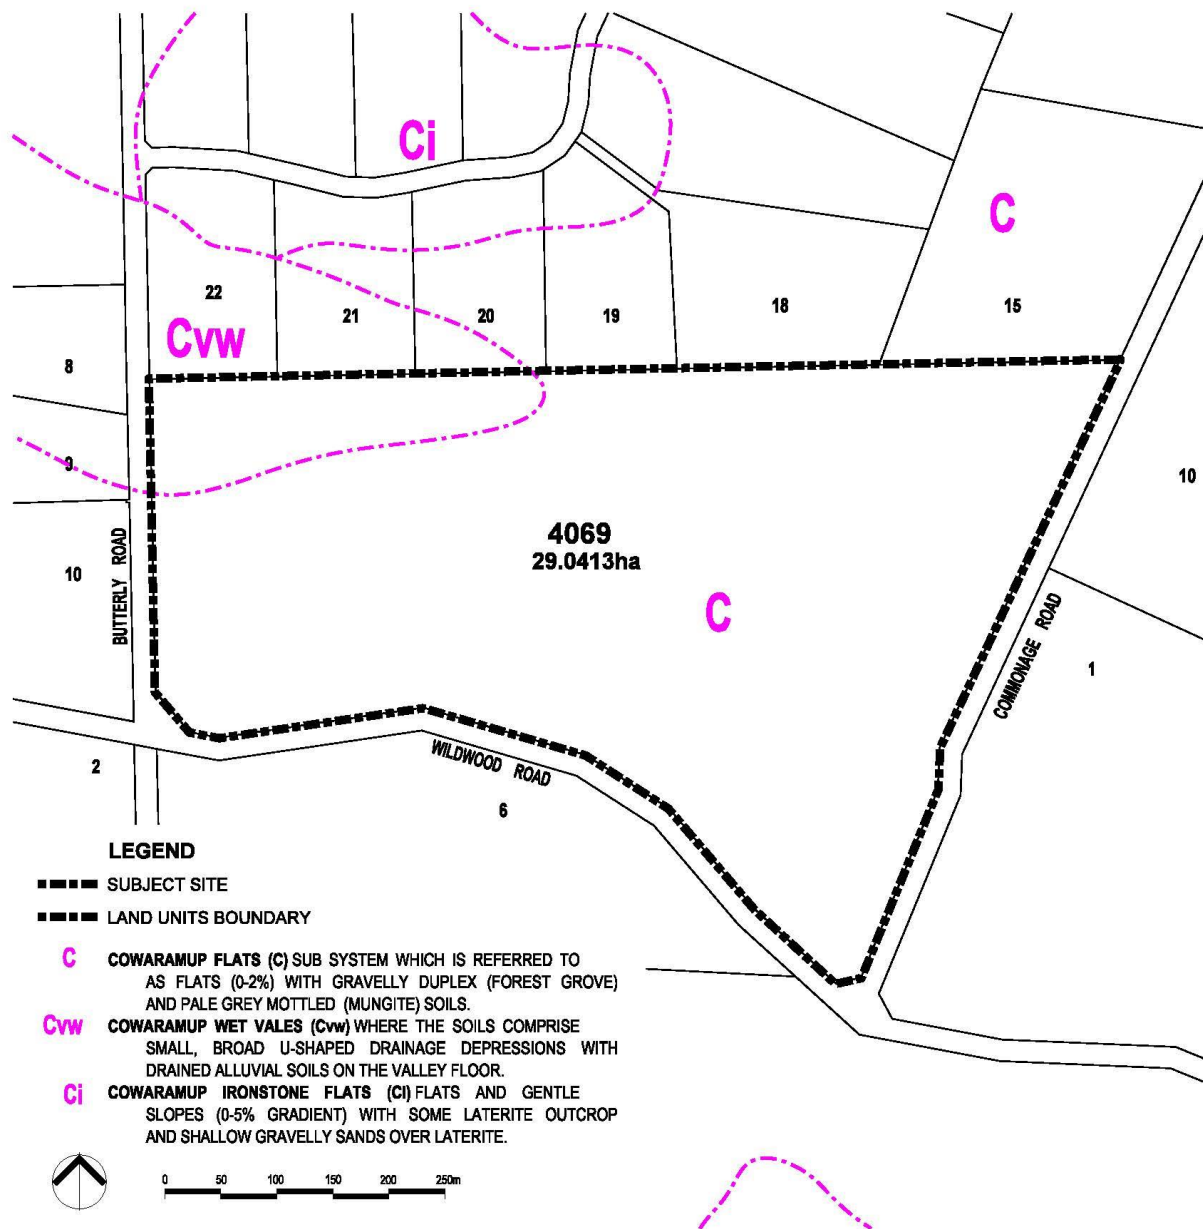 Ci
C
22
21
20
19
18
15
Cvw
8
9
10
4069
29.0413ha
10
BUTTERLY ROAD
C
COMMONAGE ROAD
1
WILDWOOD ROAD
2
6
LEGEND
SUBJECT SITE
LAND UNITS BOUNDARY
C COWARAMUP FLATS (C) SUB SYSTEM WHICH IS REFERRED TO
AS FLATS (0-2%) WITH GRAVELLY DUPLEX (FOREST GROVE)
AND PALE GREY MOTTLED (MUNGITE) SOILS.
Cvw COWARAMUP WET VALES (Cvw) WHERE THE SOILS COMPRISE
SMALL, BROAD U-SHAPED DRAINAGE DEPRESSIONS WITH
DRAINED ALLUVIAL SOILS ON THE VALLEY FLOOR.
Ci COWARAMUP IRONSTONE FLATS (Ci) FLATS AND GENTLE
SLOPES (0-5% GRADIENT) WITH SOME LATERITE OUTCROP
AND SHALLOW GRAVELLY SANDS OVER LATERITE.
0 50 100 150 200 250m